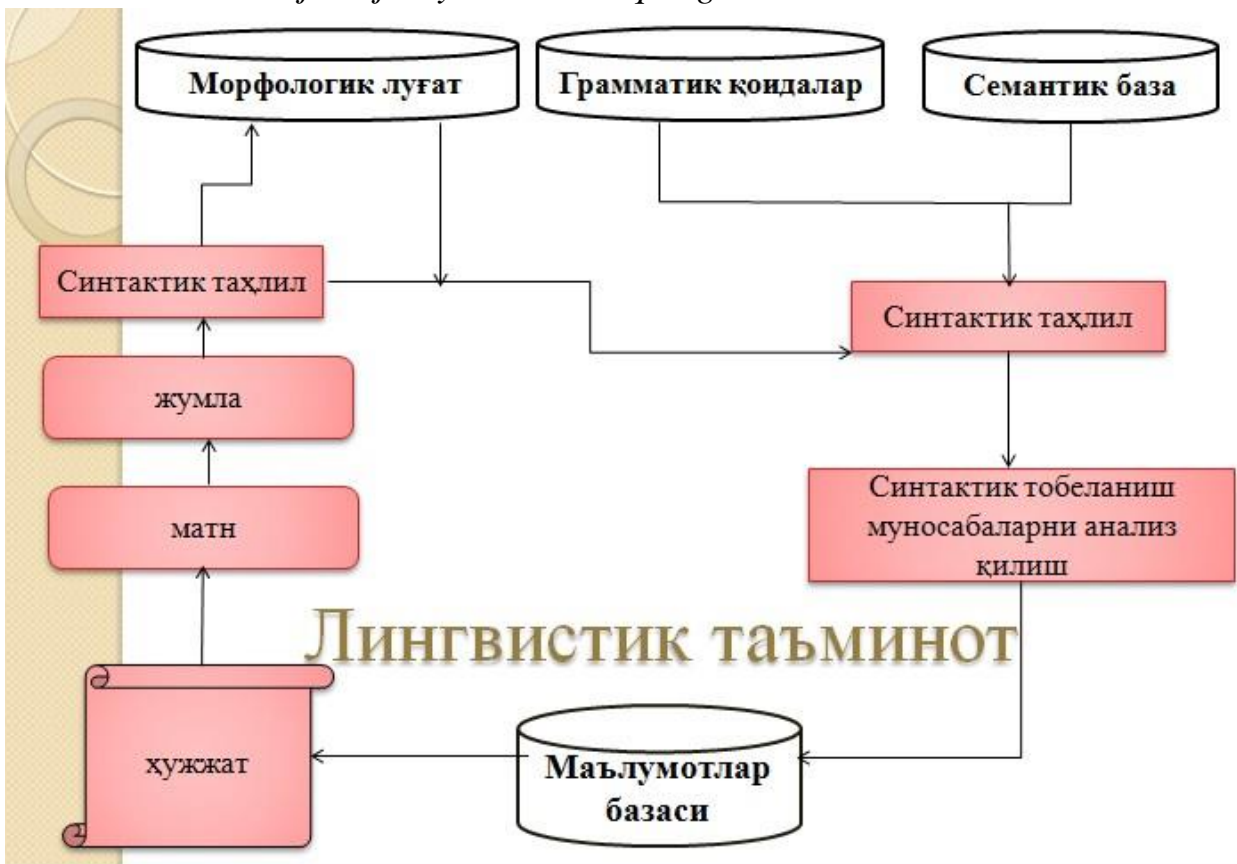 Морфологик луғат
Грамматик қоидалар
Семантик база
Синтактик таҳлил
Синтактик таҳлил
жумла
матн
Синтактик тобеланиш
муносабаларни анализ
қилиш
Лингвистик таъминот
ҳужжат
Маълумотлар
базаси